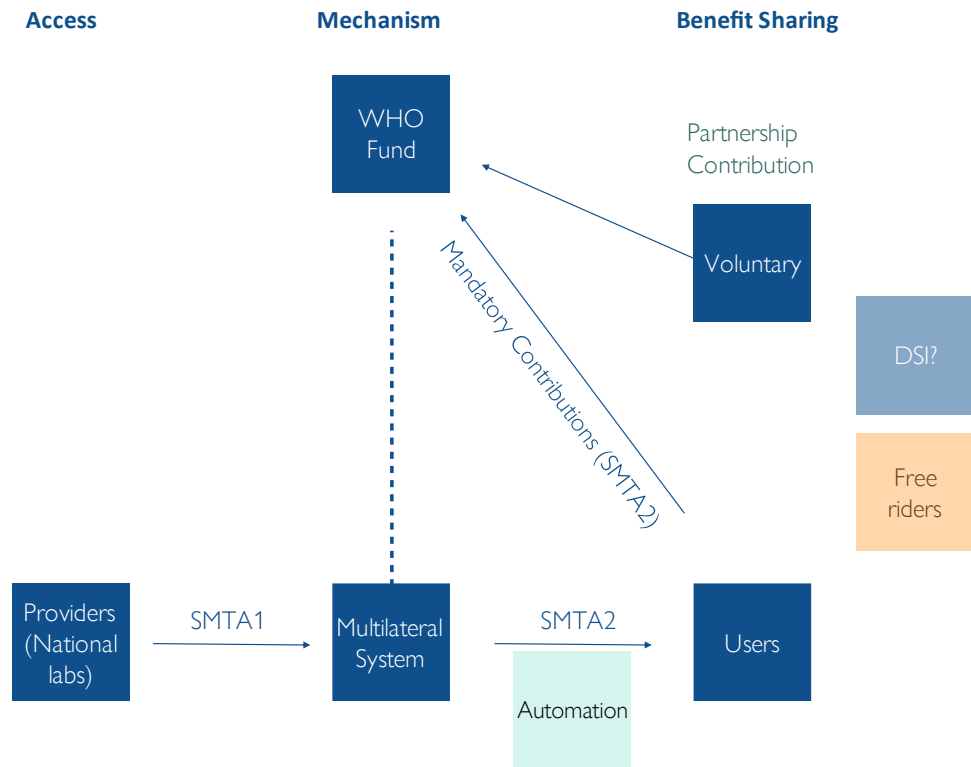 Access
Mechanism
Benefit Sharing
WHO
Fund
Partnership
Contribution
Voluntary
Mandatory Contributions (SMTA2)
DSI?
Free
riders
Providers
(National
labs)
SMTA1
Multilateral
System
SMTA2
Automation
Users